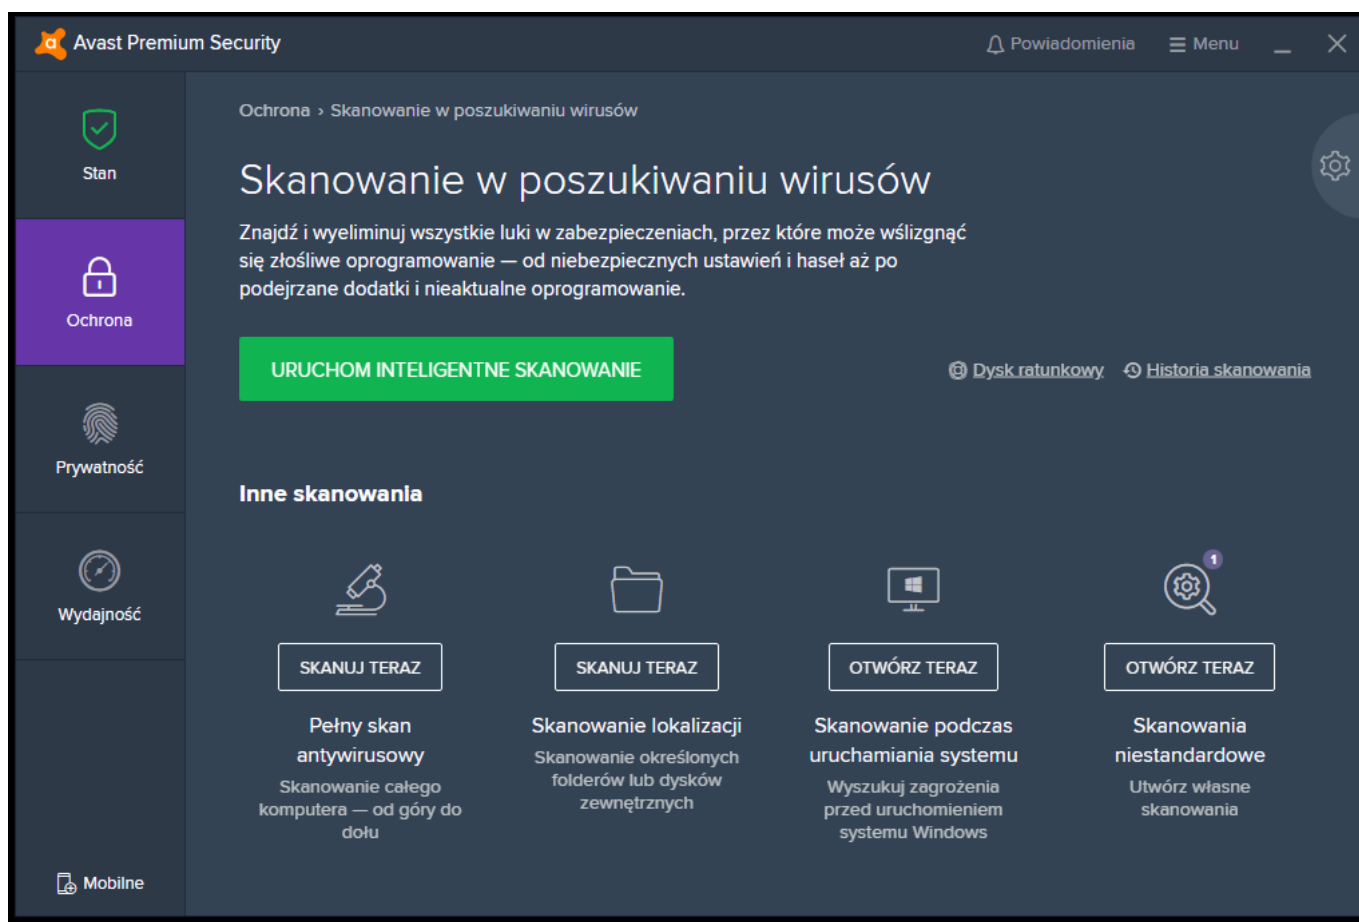 Avast Premium Security
Powiadomienia
Menu
Stan
Ochrona
Prywatność
Wydajność
Mobilne
Ochrona › Skanowanie w poszukiwaniu wirusów
Skanowanie w poszukiwaniu wirusów
Znajdź i wyeliminuj wszystkie luki w zabezpieczeniach, przez które może wślizgnąć
się złośliwe oprogramowanie — od niebezpiecznych ustawień i haseł aż po
podejrzane dodatki i nieaktualne oprogramowanie.
URUCHOM INTELIGENTNE SKANOWANIE
Dysk ratunkowy
Historia skanowania
Inne skanowania
SKANUJ TERAZ
Pełny skan
antywirusowy
Skanowanie całego
komputera — od góry do
dołu
SKANUJ TERAZ
Skanowanie lokalizacji
Skanowanie określonych
folderów lub dysków
zewnętrznych
OTWÓRZ TERAZ
Skanowanie podczas
uruchamiania systemu
Wyszukuj zagrożenia
przed uruchomieniem
systemu Windows
1
OTWÓRZ TERAZ
Skanowania
niestandardowe
Utwórz własne
skanowania